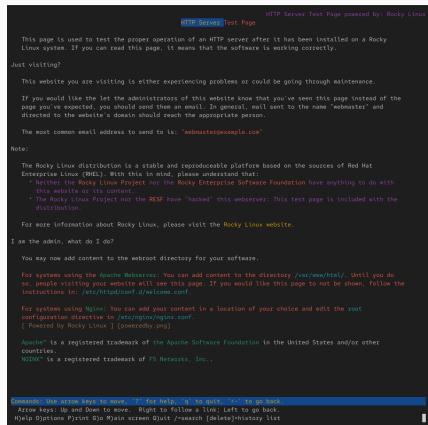 HTTP Server Test Page powered by: Rocky Linux
HTTP Server Test Page
This page is used to test the proper operation of an HTTP server after it has been installed on a Rocky
Linux system. If you can read this page, it means that the software is working correctly.
Just visiting?
This website you are visiting is either experiencing problems or could be going through maintenance.
If you would like the let the administrators of this website know that you've seen this page instead of the
page you've expected, you should send them an email. In general, mail sent to the name "webmaster" and
directed to the website's domain should reach the appropriate person.
The most common email address to send to is: "webmaster@example.com"
Note:
The Rocky Linux distribution is a stable and reproduceable platform based on the sources of Red Hat
Enterprise Linux (RHEL). With this in mind, please understand that:
* Neither the Rocky Linux Project nor the Rocky Enterprise Software Foundation have anything to do with
this website or its content.
* The Rocky Linux Project nor the RESF have "hacked" this webserver: This test page is included with the
distribution.
For more information about Rocky Linux, please visit the Rocky Linux website.
I am the admin, what do I do?
You may now add content to the webroot directory for your software.
For systems using the Apache Webserver: You can add content to the directory /var/www/html/. Until you do
so, people visiting your website will see this page. If you would like this page to not be shown, follow the
instructions in: /etc/httpd/conf.d/welcome.conf.
For systems using Nginx: You can add your content in a location of your choice and edit the root
configuration directive in /etc/nginx/nginx.conf.
[ Powered by Rocky Linux ] [poweredby.png]
Apache™ is a registered trademark of the Apache Software Foundation in the United States and/or other
countries.
NGINX™ is a registered trademark of F5 Networks, Inc..
Commands: Use arrow keys to move, '?' for help, 'q' to quit, '<-' to go back.
Arrow keys: Up and Down to move. Right to follow a link; Left to go back.
H)elp O)ptions P)rint G)o M)ain screen Q)uit /=search [delete]=history list